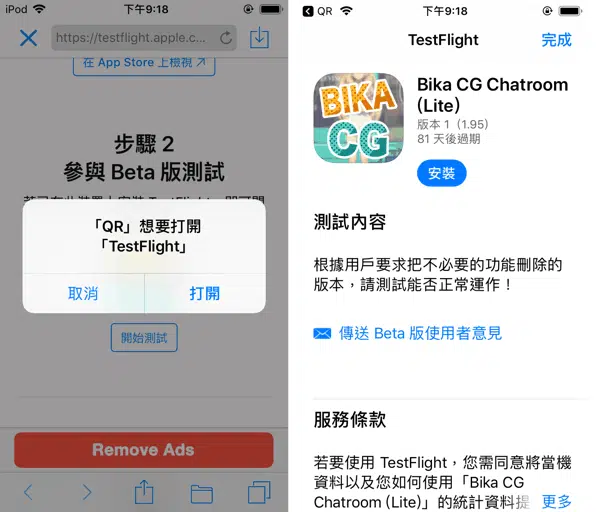 iPod 下午9:18
https://testflight.apple.c...
在 App Store 上檢視
步驟 2
參與 Beta 版測試
「QR」想要打開
「TestFlight」
取消 打開
開始測試
Remove Ads
QR 下午9:18
TestFlight 完成
BIKA
CG
Bika CG Chatroom
(Lite)
版本 1（1.95）
81 天後過期
安裝
測試內容
根據用戶要求把不必要的功能刪除的
版本，請測試能否正常運作！
傳送 Beta 版使用者意見
服務條款
若要使用 TestFlight，您需同意將當機
資料以及您如何使用「Bika CG
Chatroom (Lite)」的統計資料提 更多